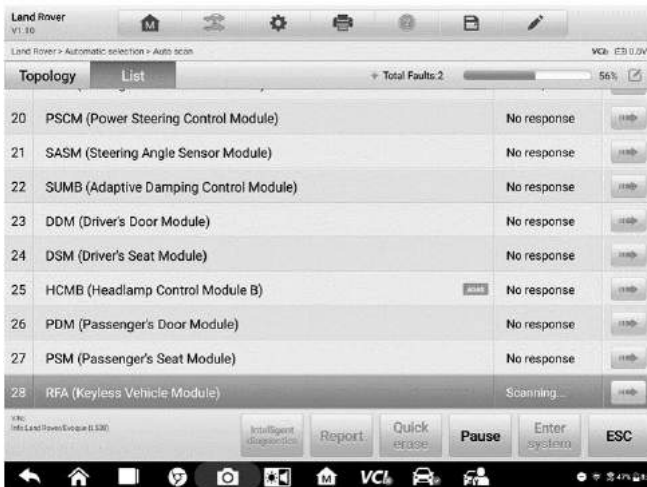 Land Rover
V1.10
Land Rover > Automatic selection > Auto scan
VCI:
Topology
List
Total Faults:2
56%
20 PSCM (Power Steering Control Module) No response
21 SASM (Steering Angle Sensor Module) No response
22 SUMB (Adaptive Damping Control Module) No response
23 DDM (Driver's Door Module) No response
24 DSM (Driver's Seat Module) No response
25 HCMB (Headlamp Control Module B) ADAS No response
26 PDM (Passenger's Door Module) No response
27 PSM (Passenger's Seat Module) No response
28 RFA (Keyless Vehicle Module) Scanning...
VIN:
Info:Land Rover/Evoque (L538)
Intelligent
diagnostics
Report
Quick
erase
Pause
Enter
system
ESC
M
VCI
47%